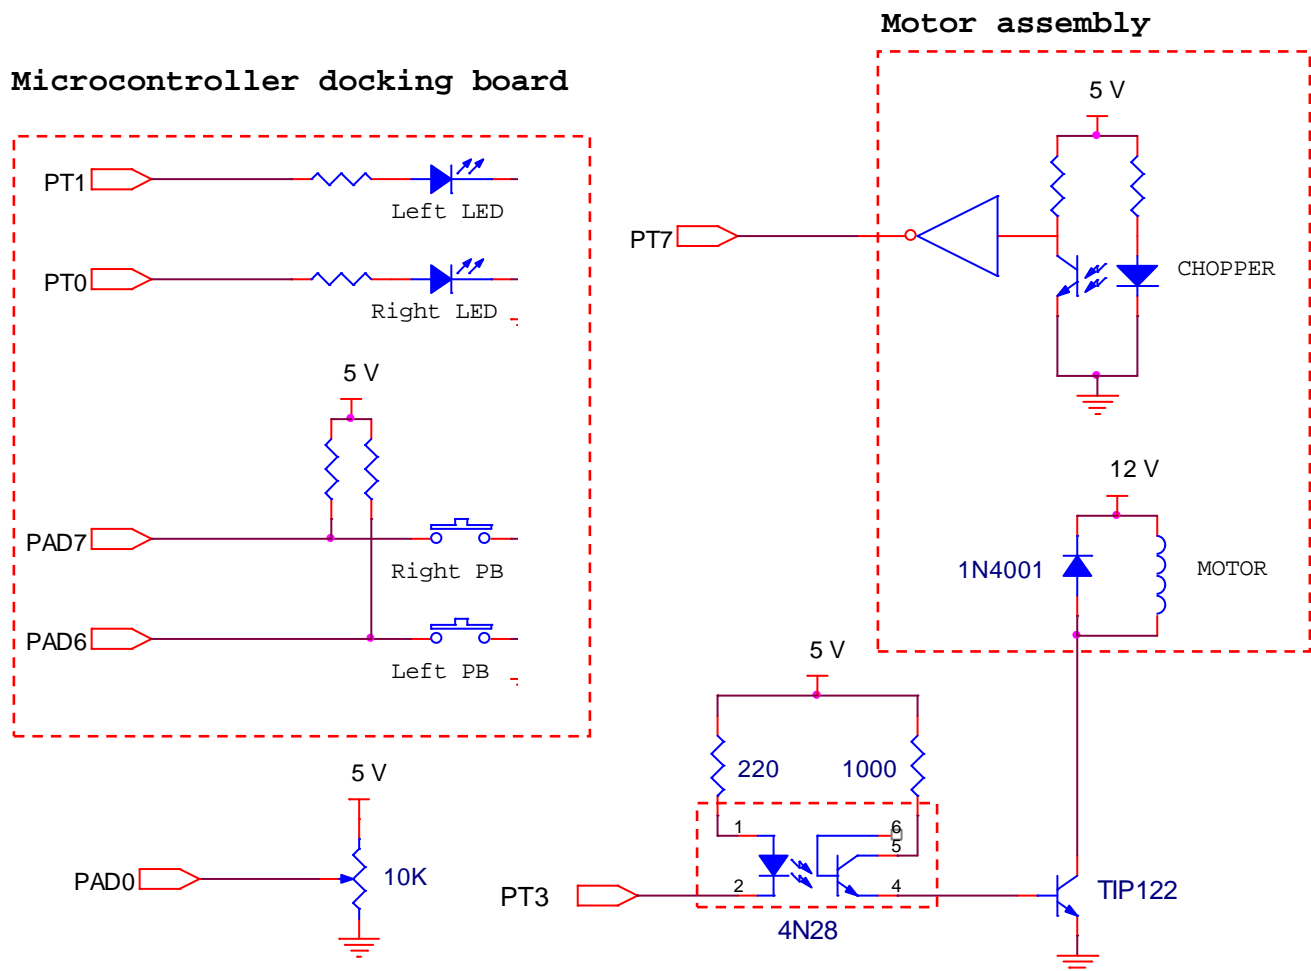 Motor assembly
Microcontroller docking board
5 V
PT1
Left LED
PT7
CHOPPER
PT0
Right LED
5 V
12 V
PAD7
Right PB
1N4001
MOTOR
PAD6
Left PB
5 V
220
1000
5 V
1
6
5
PAD0
10K
PT3
2
4
TIP122
4N28